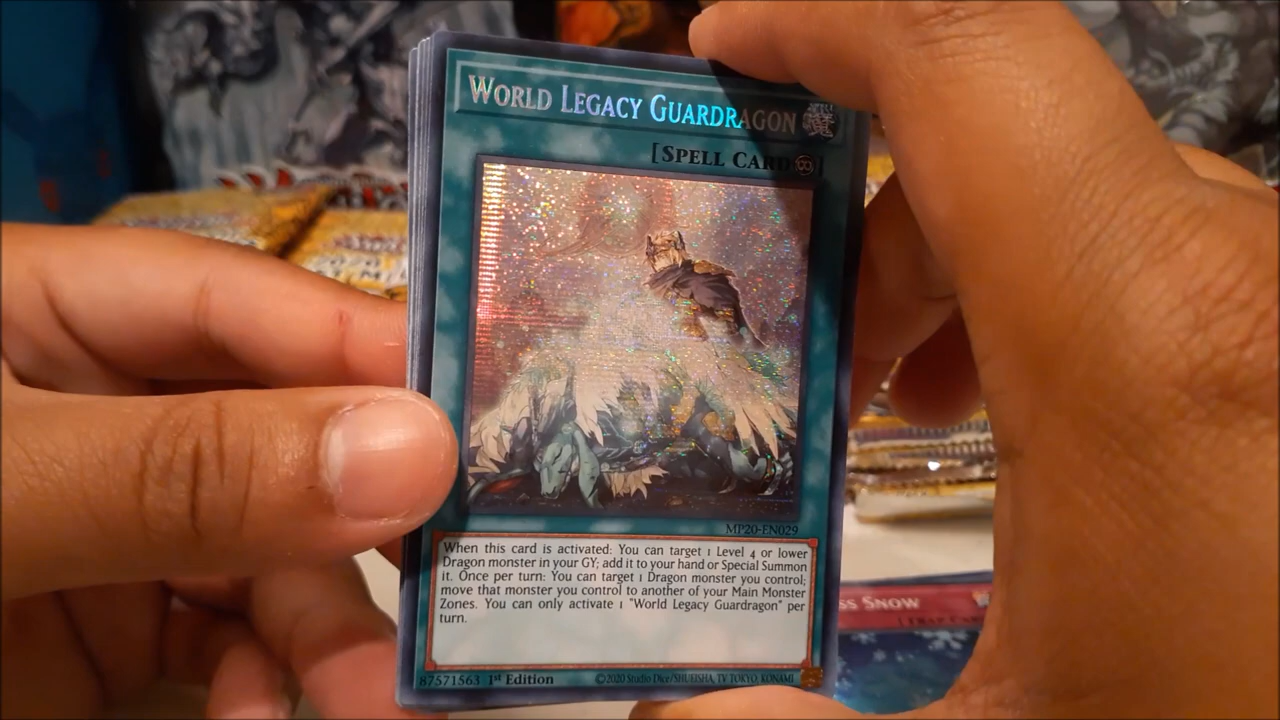 WORLD LEGACY GUARDRAGON 魔
[SPELL CARD]
MP20-EN029
When this card is activated: You can target 1 Level 4 or lower
Dragon monster in your GY; add it to your hand or Special Summon
it. Once per turn: You can target 1 Dragon monster you control;
move that monster you control to another of your Main Monster
Zones. You can only activate 1 "World Legacy Guardragon" per
turn.
87571563 1st Edition ©2020 Studio Dice/SHUEISHA, TV TOKYO, KONAMI
SS SNOW
[TRAP CAR